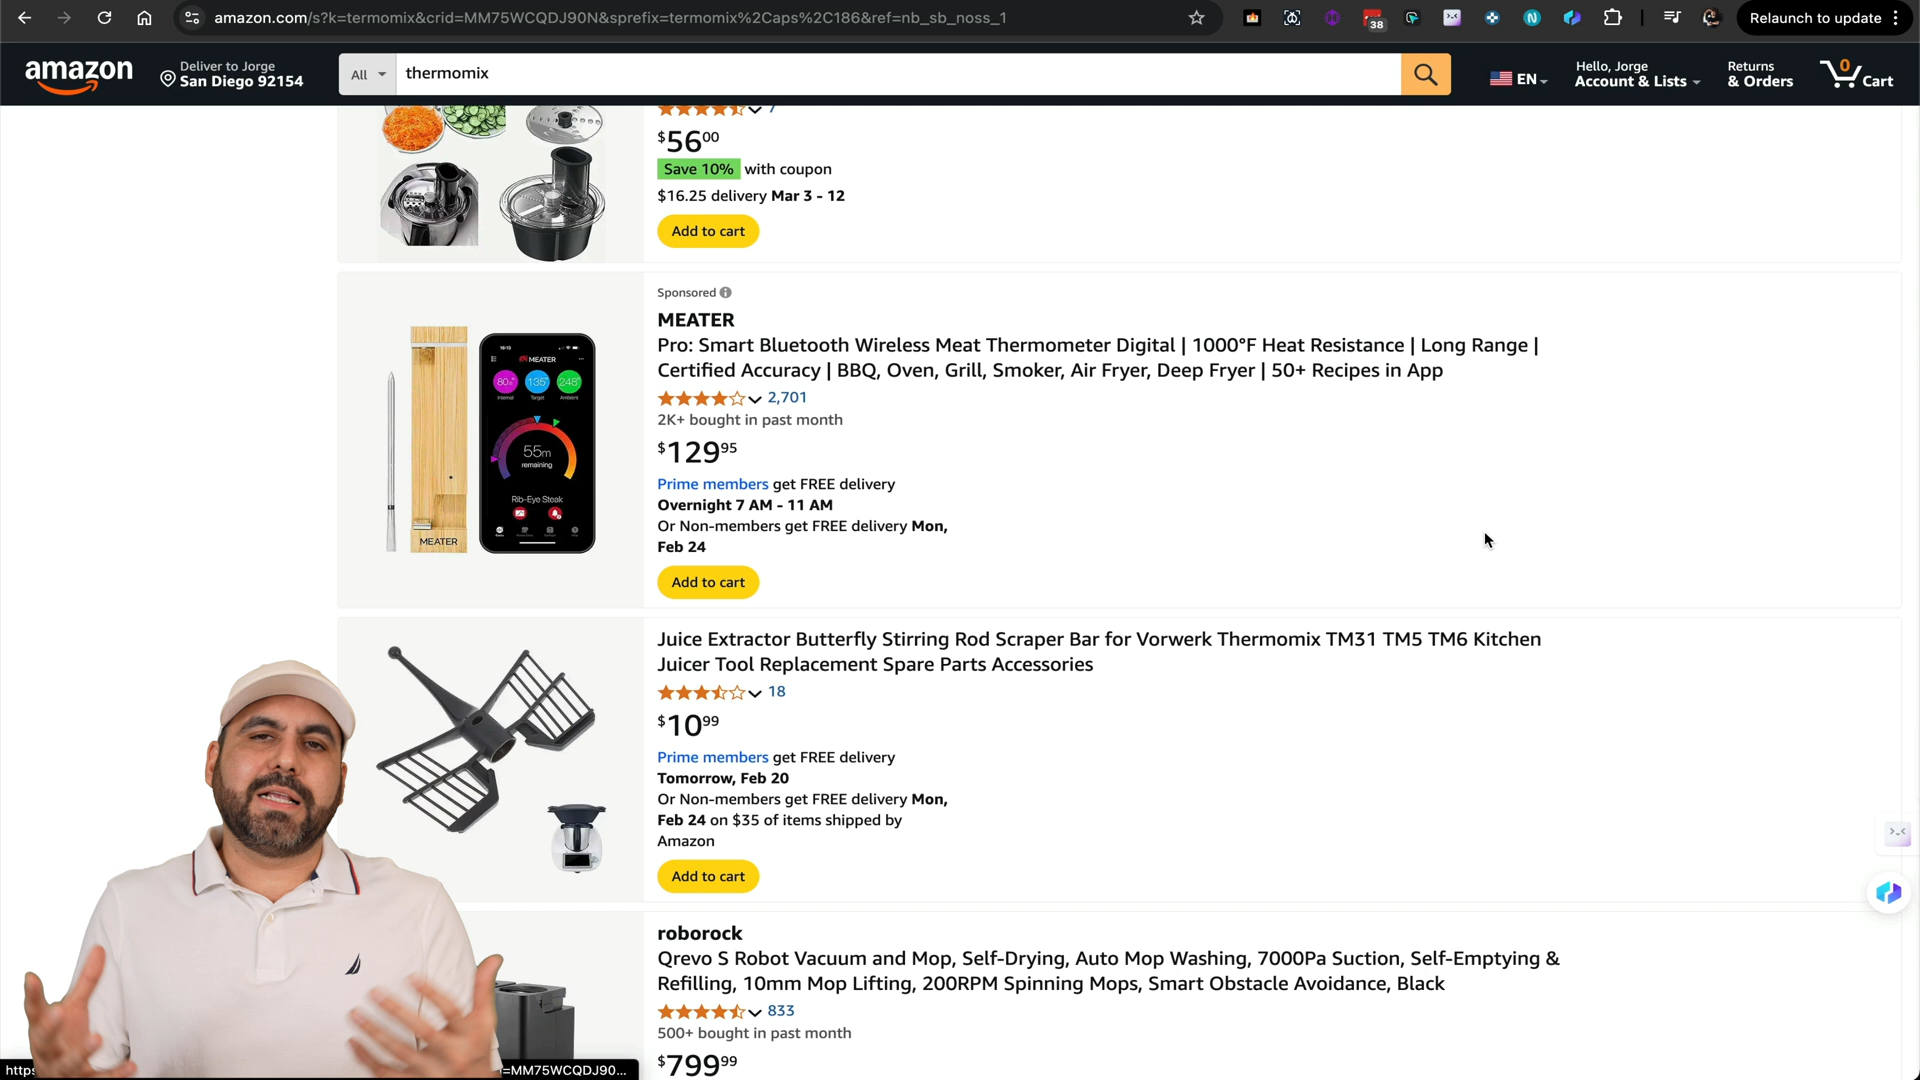 amazon.com/s?k=termomix&crid=MM75WCQDJ90N&sprefix=termomix%2Caps%2C186&ref=nb_sb_noss_1
38
Relaunch to update
amazon
Deliver to Jorge
San Diego 92154
All
thermomix
EN
Hello, Jorge
Account & Lists
Returns
& Orders
0
Cart
7
$5600
Save 10% with coupon
$16.25 delivery Mar 3 - 12
Add to cart
Sponsored
MEATER
Pro: Smart Bluetooth Wireless Meat Thermometer Digital | 1000°F Heat Resistance | Long Range |
Certified Accuracy | BBQ, Oven, Grill, Smoker, Air Fryer, Deep Fryer | 50+ Recipes in App
2,701
2K+ bought in past month
$12995
Prime members get FREE delivery
Overnight 7 AM - 11 AM
Or Non-members get FREE delivery Mon,
Feb 24
Add to cart
MEATER
MEATER
Internal
Target
Ambient
55m
remaining
Rib-Eye Steak
Juice Extractor Butterfly Stirring Rod Scraper Bar for Vorwerk Thermomix TM31 TM5 TM6 Kitchen
Juicer Tool Replacement Spare Parts Accessories
18
$1099
Prime members get FREE delivery
Tomorrow, Feb 20
Or Non-members get FREE delivery Mon,
Feb 24 on $35 of items shipped by
Amazon
Add to cart
roborock
Qrevo S Robot Vacuum and Mop, Self-Drying, Auto Mop Washing, 7000Pa Suction, Self-Emptying &
Refilling, 10mm Mop Lifting, 200RPM Spinning Mops, Smart Obstacle Avoidance, Black
833
500+ bought in past month
$79999
https
=MM75WCQDJ90...